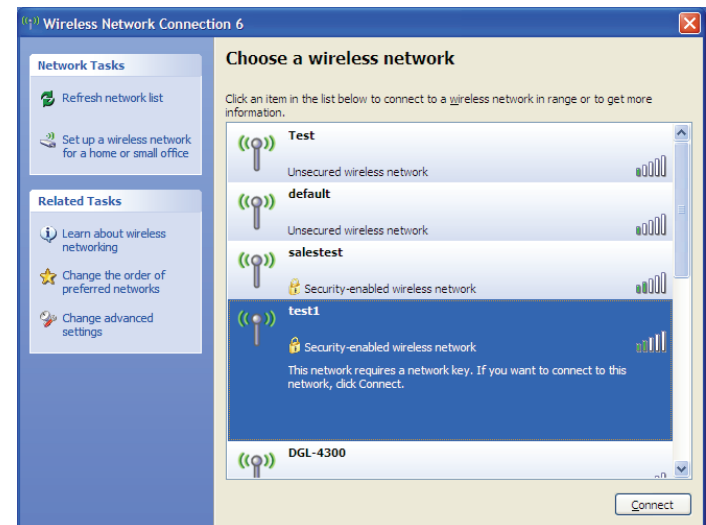 Wireless Network Connection 6
Network Tasks
Refresh network list
Set up a wireless network
for a home or small office
Related Tasks
Learn about wireless
networking
Change the order of
preferred networks
Change advanced
settings
Choose a wireless network
Click an item in the list below to connect to a wireless network in range or to get more
information.
Test
Unsecured wireless network
default
Unsecured wireless network
salestest
Security-enabled wireless network
test1
Security-enabled wireless network
This network requires a network key. If you want to connect to this
network, click Connect.
DGL-4300
Connect